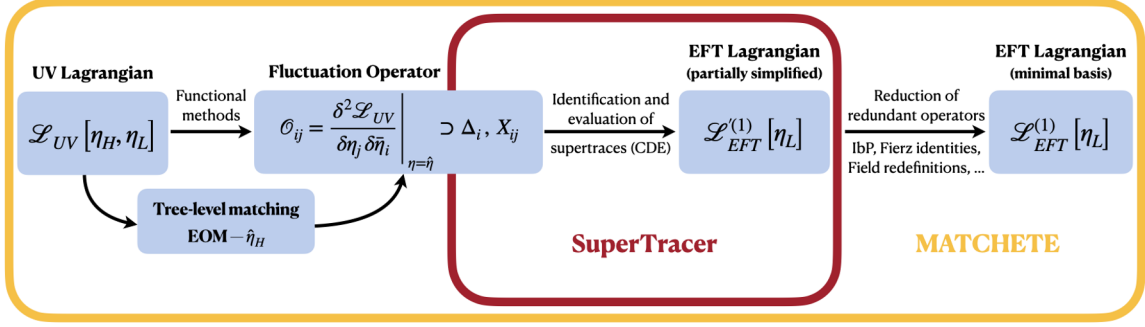 UV Lagrangian
ℒ_UV [η_H, η_L]
Functional
methods
Fluctuation Operator
𝒪_ij = δ²ℒ_UV / δη_j δη̄_i |_η=η̂ ⊃ Δ_i, X_ij
Tree-level matching
EOM – η̂_H
Identification and
evaluation of
supertraces (CDE)
EFT Lagrangian
(partially simplified)
ℒ′_EFT^(1) [η_L]
SuperTracer
Reduction of
redundant operators
IbP, Fierz identities,
Field redefinitions, ...
EFT Lagrangian
(minimal basis)
ℒ_EFT^(1) [η_L]
MATCHETE